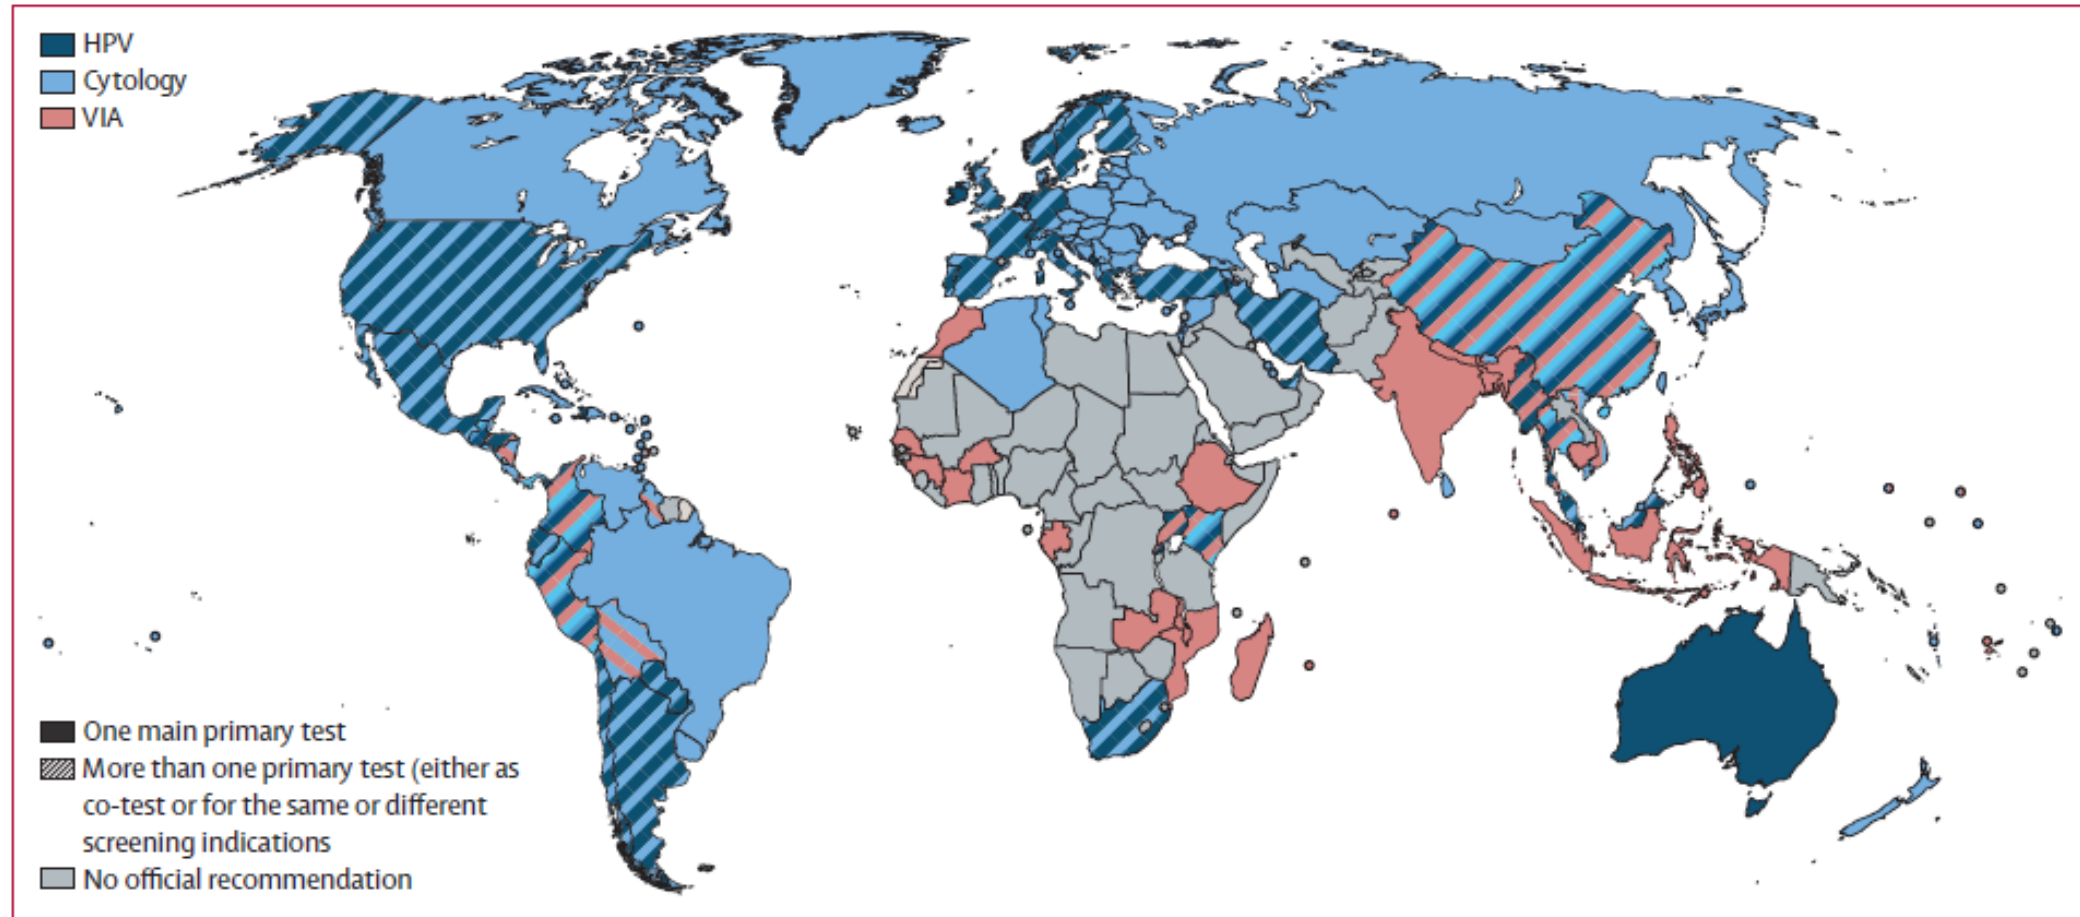 HPV
Cytology
VIA
One main primary test
More than one primary test (either as
co-test or for the same or different
screening indications
No official recommendation